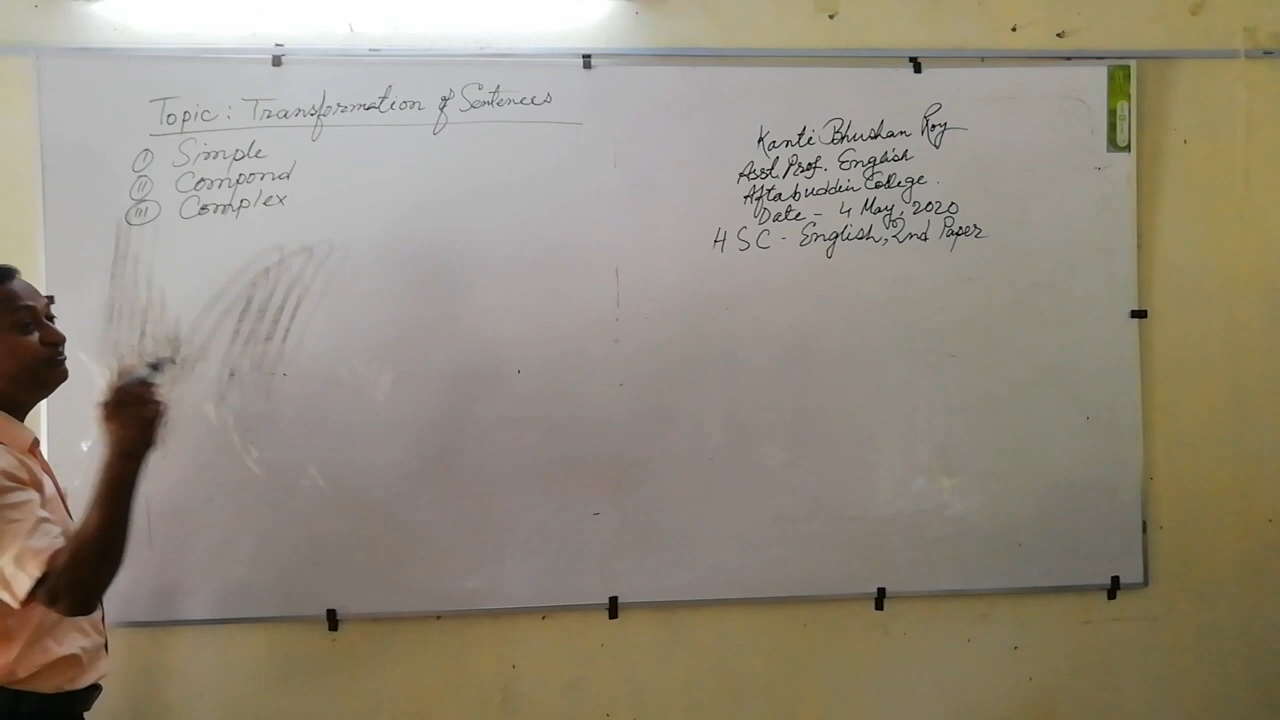 Topic: Transformation of Sentences
I Simple
II Compond
III Complex
Kanti Bhushan Roy
Asst. Prof. English
Aftabuddin College.
Date - 4 May, 2020
HSC - English, 2nd Paper